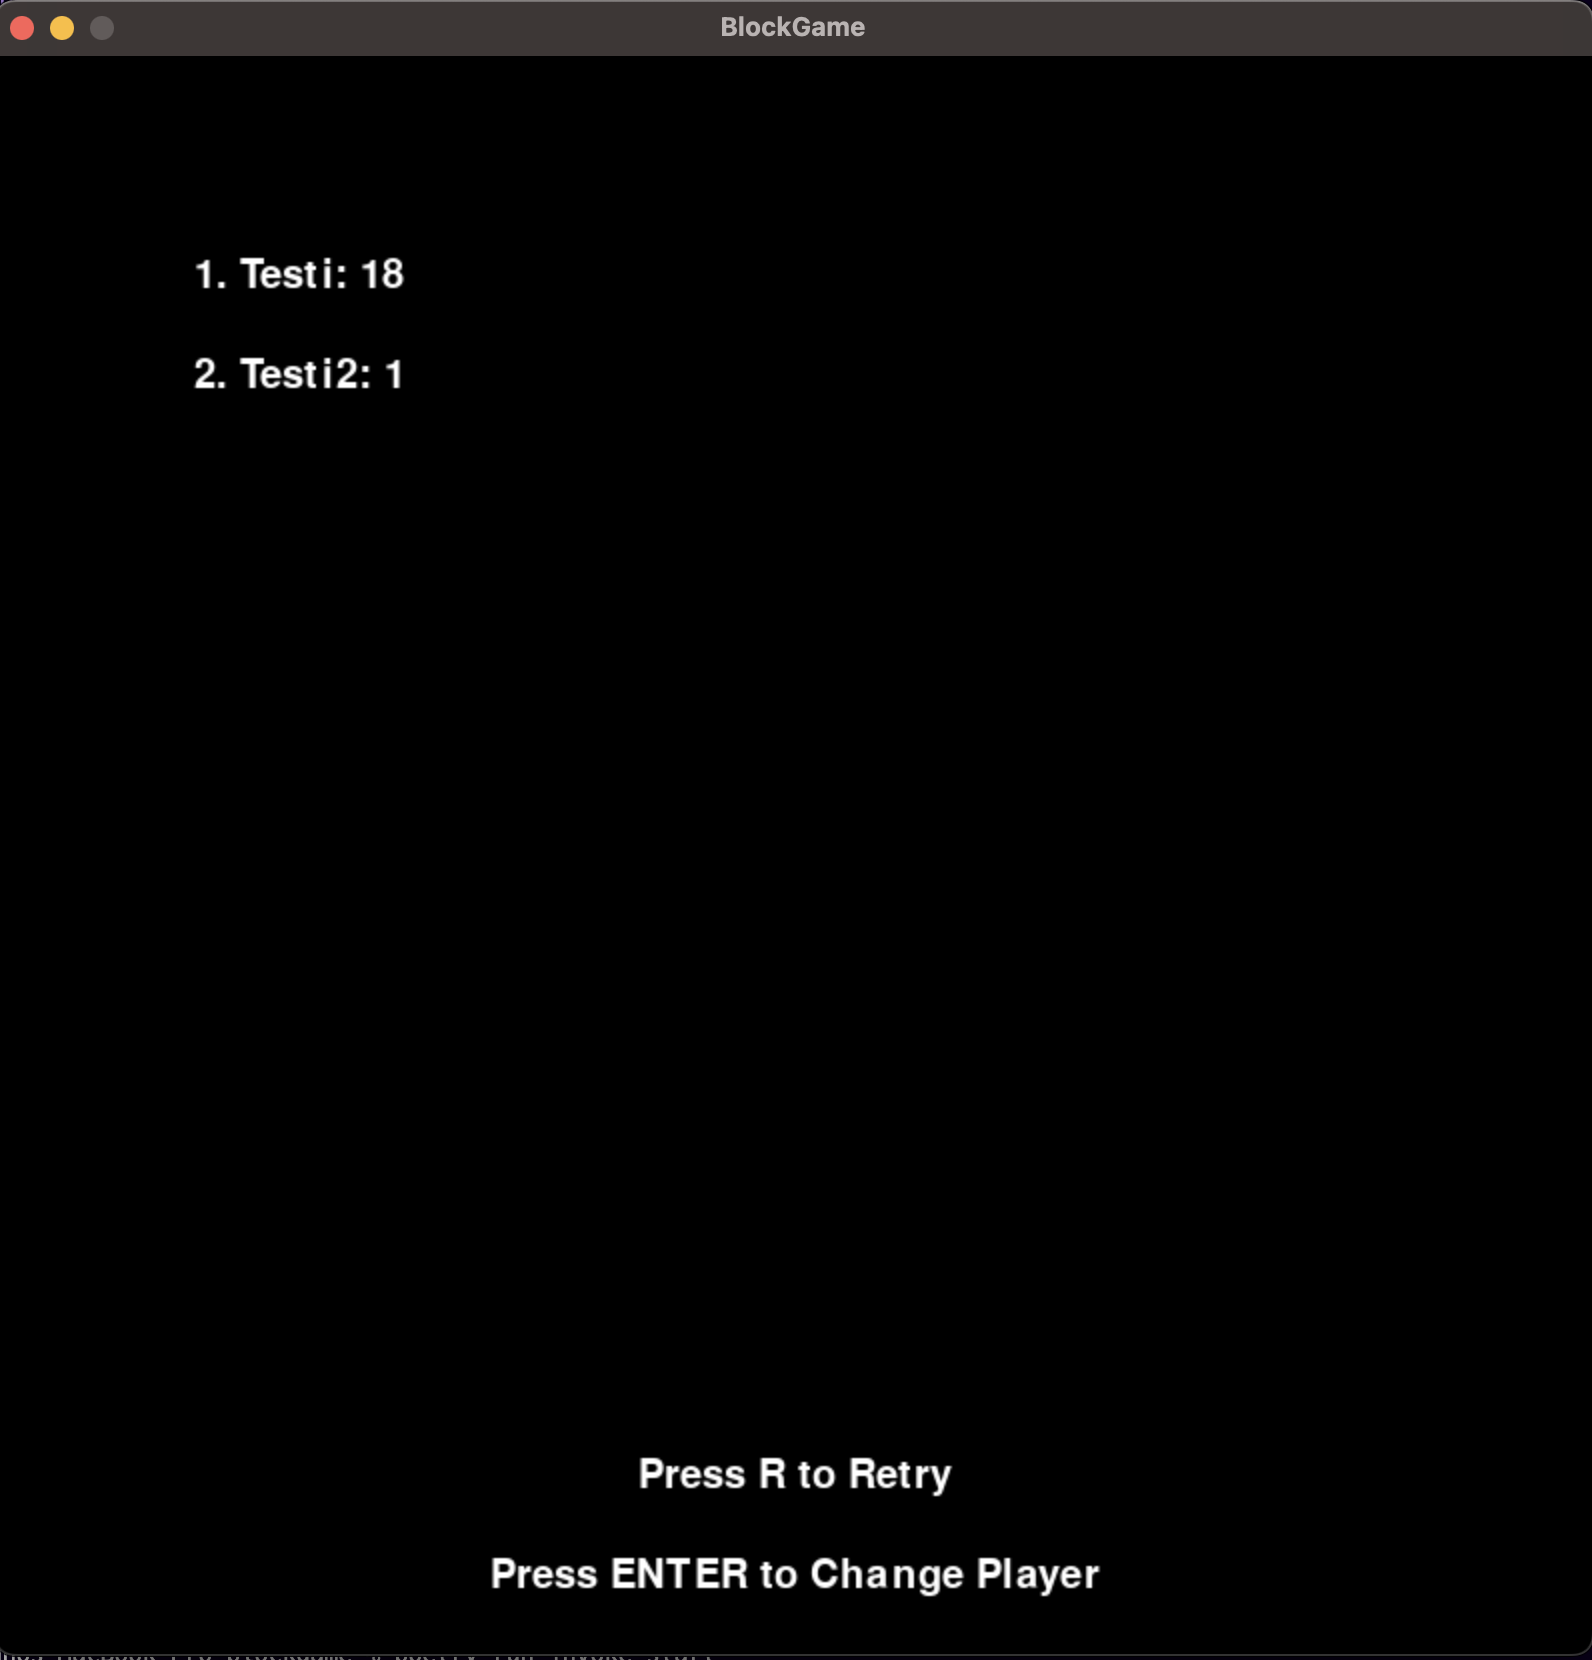 BlockGame
1. Testi: 18
2. Testi2: 1
Press R to Retry
Press ENTER to Change Player